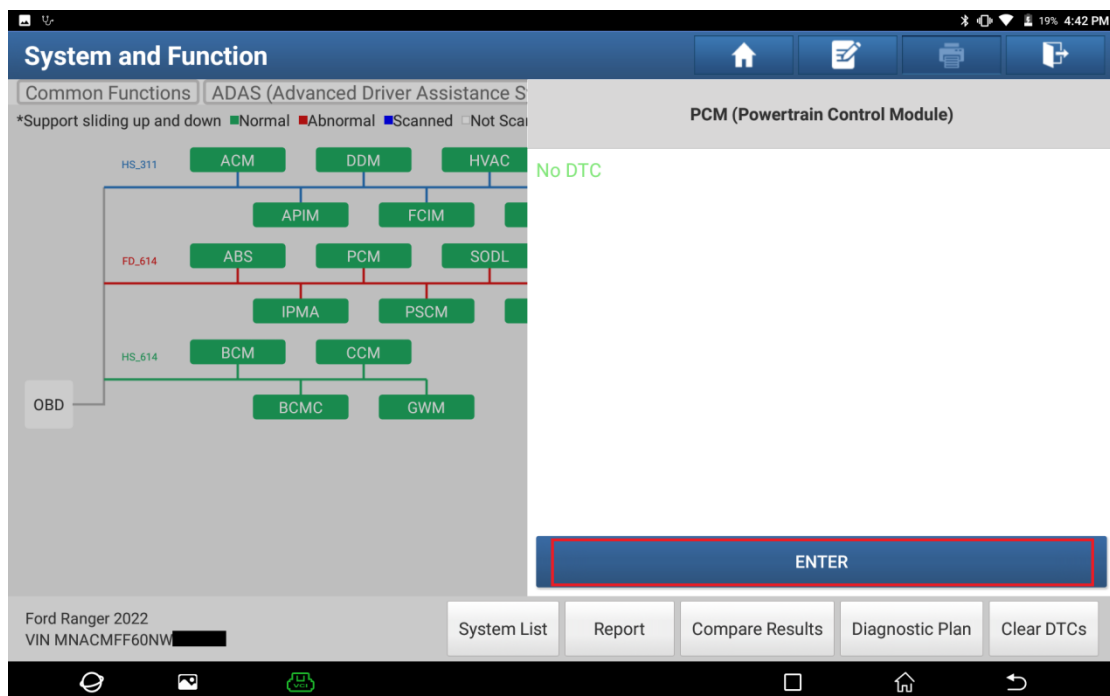 19% 4:42 PM
System and Function
Common Functions ADAS (Advanced Driver Assistance S
*Support sliding up and down Normal Abnormal Scanned Not Scan
PCM (Powertrain Control Module)
No DTC
HS_311 ACM DDM HVAC
APIM FCIM
FD_614 ABS PCM SODL
IPMA PSCM
HS_614 BCM CCM
OBD BCMC GWM
ENTER
Ford Ranger 2022
VIN MNACMFF60NW
System List Report Compare Results Diagnostic Plan Clear DTCs
VCI